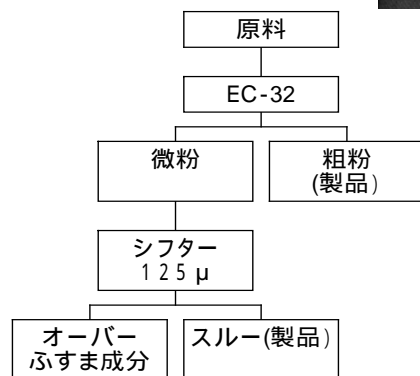 原料
EC-32
微粉
粗粉
(製品)
シフター
125μ
オーバー
ふすま成分
スルー(製品)